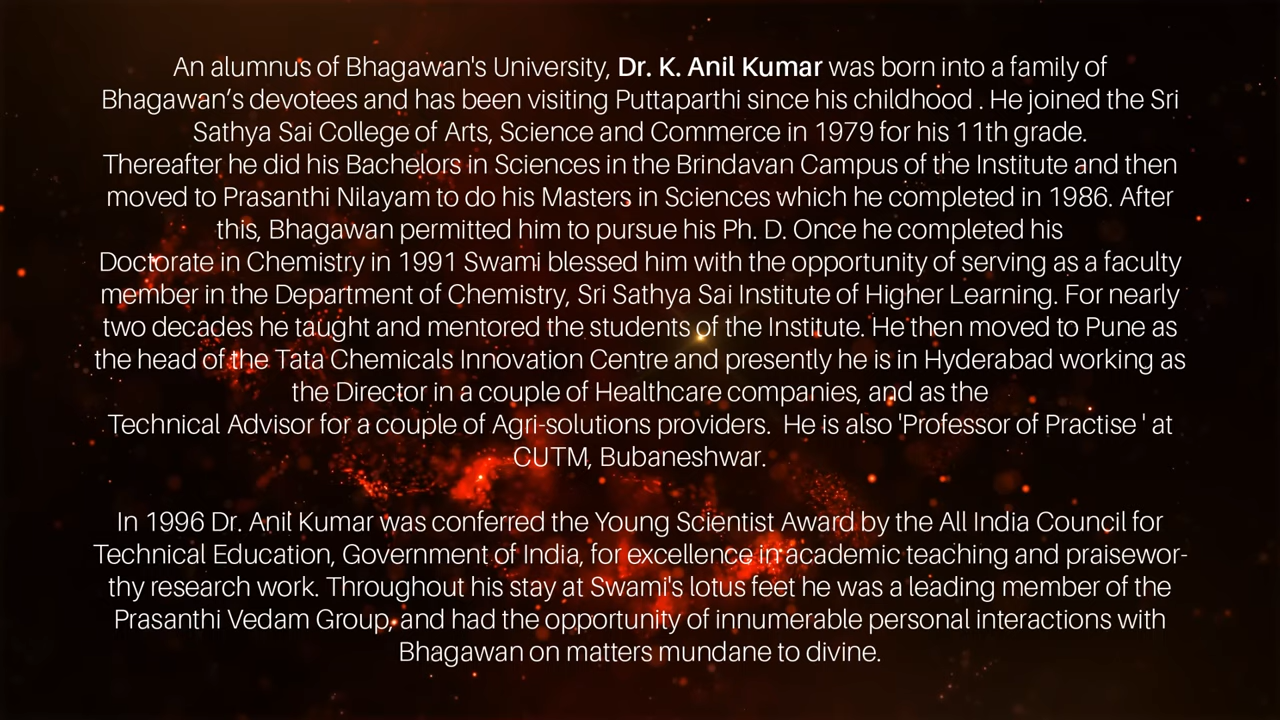 An alumnus of Bhagawan's University, Dr. K. Anil Kumar was born into a family of
Bhagawan’s devotees and has been visiting Puttaparthi since his childhood . He joined the Sri
Sathya Sai College of Arts, Science and Commerce in 1979 for his 11th grade.
Thereafter he did his Bachelors in Sciences in the Brindavan Campus of the Institute and then
moved to Prasanthi Nilayam to do his Masters in Sciences which he completed in 1986. After
this, Bhagawan permitted him to pursue his Ph. D. Once he completed his
Doctorate in Chemistry in 1991 Swami blessed him with the opportunity of serving as a faculty
member in the Department of Chemistry, Sri Sathya Sai Institute of Higher Learning. For nearly
two decades he taught and mentored the students of the Institute. He then moved to Pune as
the head of the Tata Chemicals Innovation Centre and presently he is in Hyderabad working as
the Director in a couple of Healthcare companies, and as the
Technical Advisor for a couple of Agri-solutions providers.  He is also 'Professor of Practise ' at
CUTM, Bubaneshwar.
In 1996 Dr. Anil Kumar was conferred the Young Scientist Award by the All India Council for
Technical Education, Government of India, for excellence in academic teaching and praisewor-
thy research work. Throughout his stay at Swami's lotus feet he was a leading member of the
Prasanthi Vedam Group, and had the opportunity of innumerable personal interactions with
Bhagawan on matters mundane to divine.